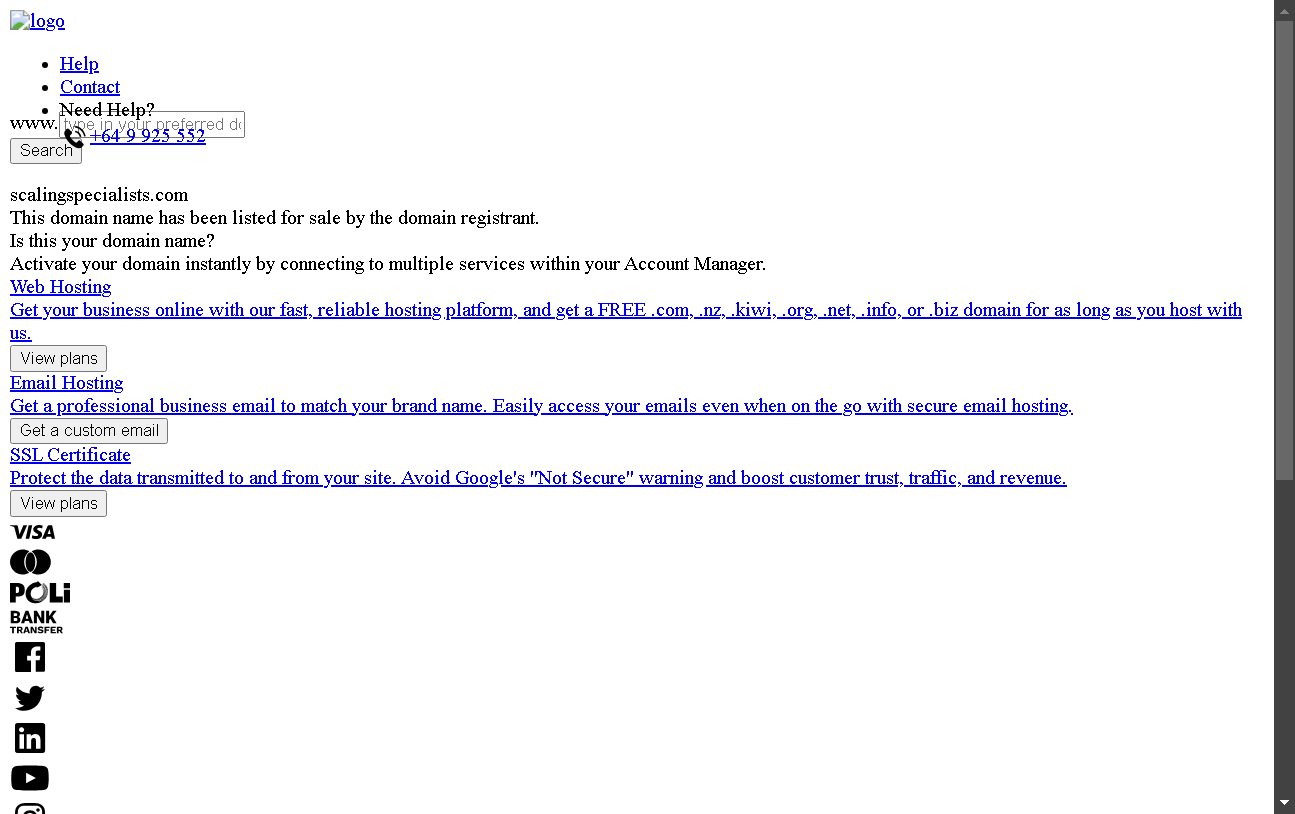 logo
Help
Contact
Need Help?
www. type in your preferred do
+64 9 925 552
Search
scalingspecialists.com
This domain name has been listed for sale by the domain registrant.
Is this your domain name?
Activate your domain instantly by connecting to multiple services within your Account Manager.
Web Hosting
Get your business online with our fast, reliable hosting platform, and get a FREE .com, .nz, .kiwi, .org, .net, .info, or .biz domain for as long as you host with
us.
View plans
Email Hosting
Get a professional business email to match your brand name. Easily access your emails even when on the go with secure email hosting.
Get a custom email
SSL Certificate
Protect the data transmitted to and from your site. Avoid Google's "Not Secure" warning and boost customer trust, traffic, and revenue.
View plans
VISA
POLi
BANK
TRANSFER